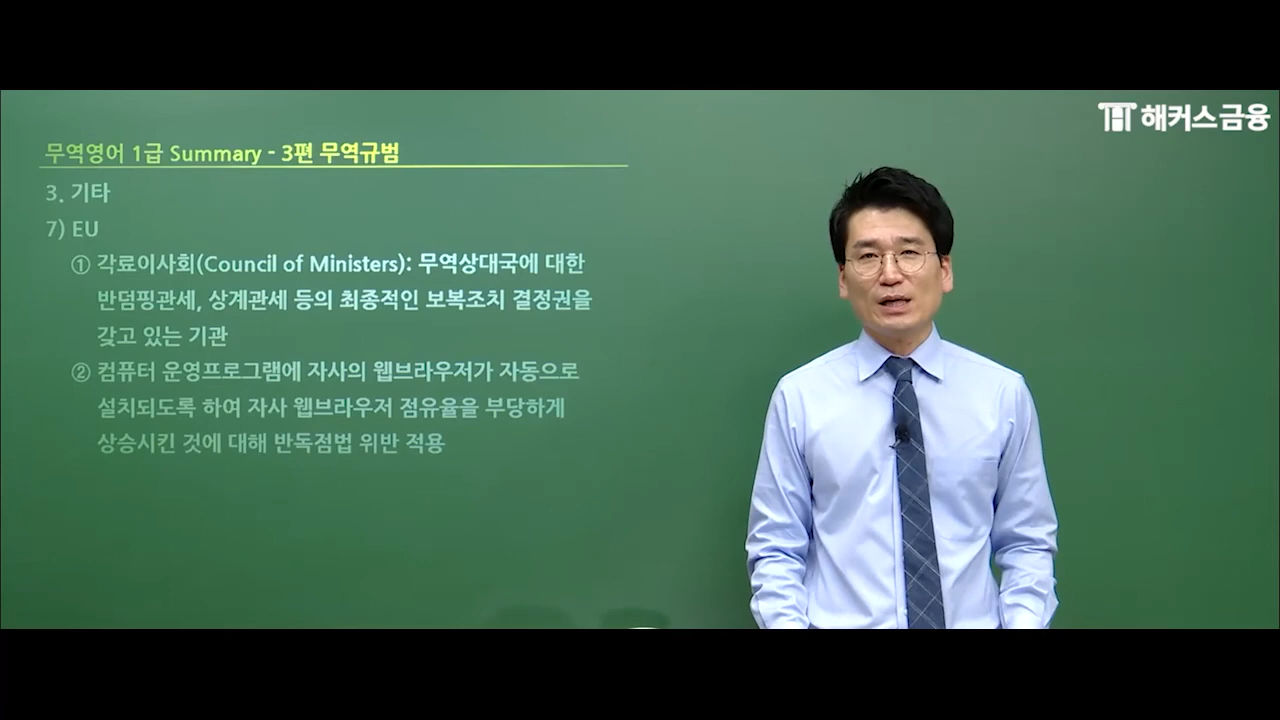 해커스금융
무역영어 1급 Summary - 3편 무역규범
3. 기타
7) EU
① 각료이사회(Council of Ministers): 무역상대국에 대한
반덤핑관세, 상계관세 등의 최종적인 보복조치 결정권을
갖고 있는 기관
② 컴퓨터 운영프로그램에 자사의 웹브라우저가 자동으로
설치되도록 하여 자사 웹브라우저 점유율을 부당하게
상승시킨 것에 대해 반독점법 위반 적용